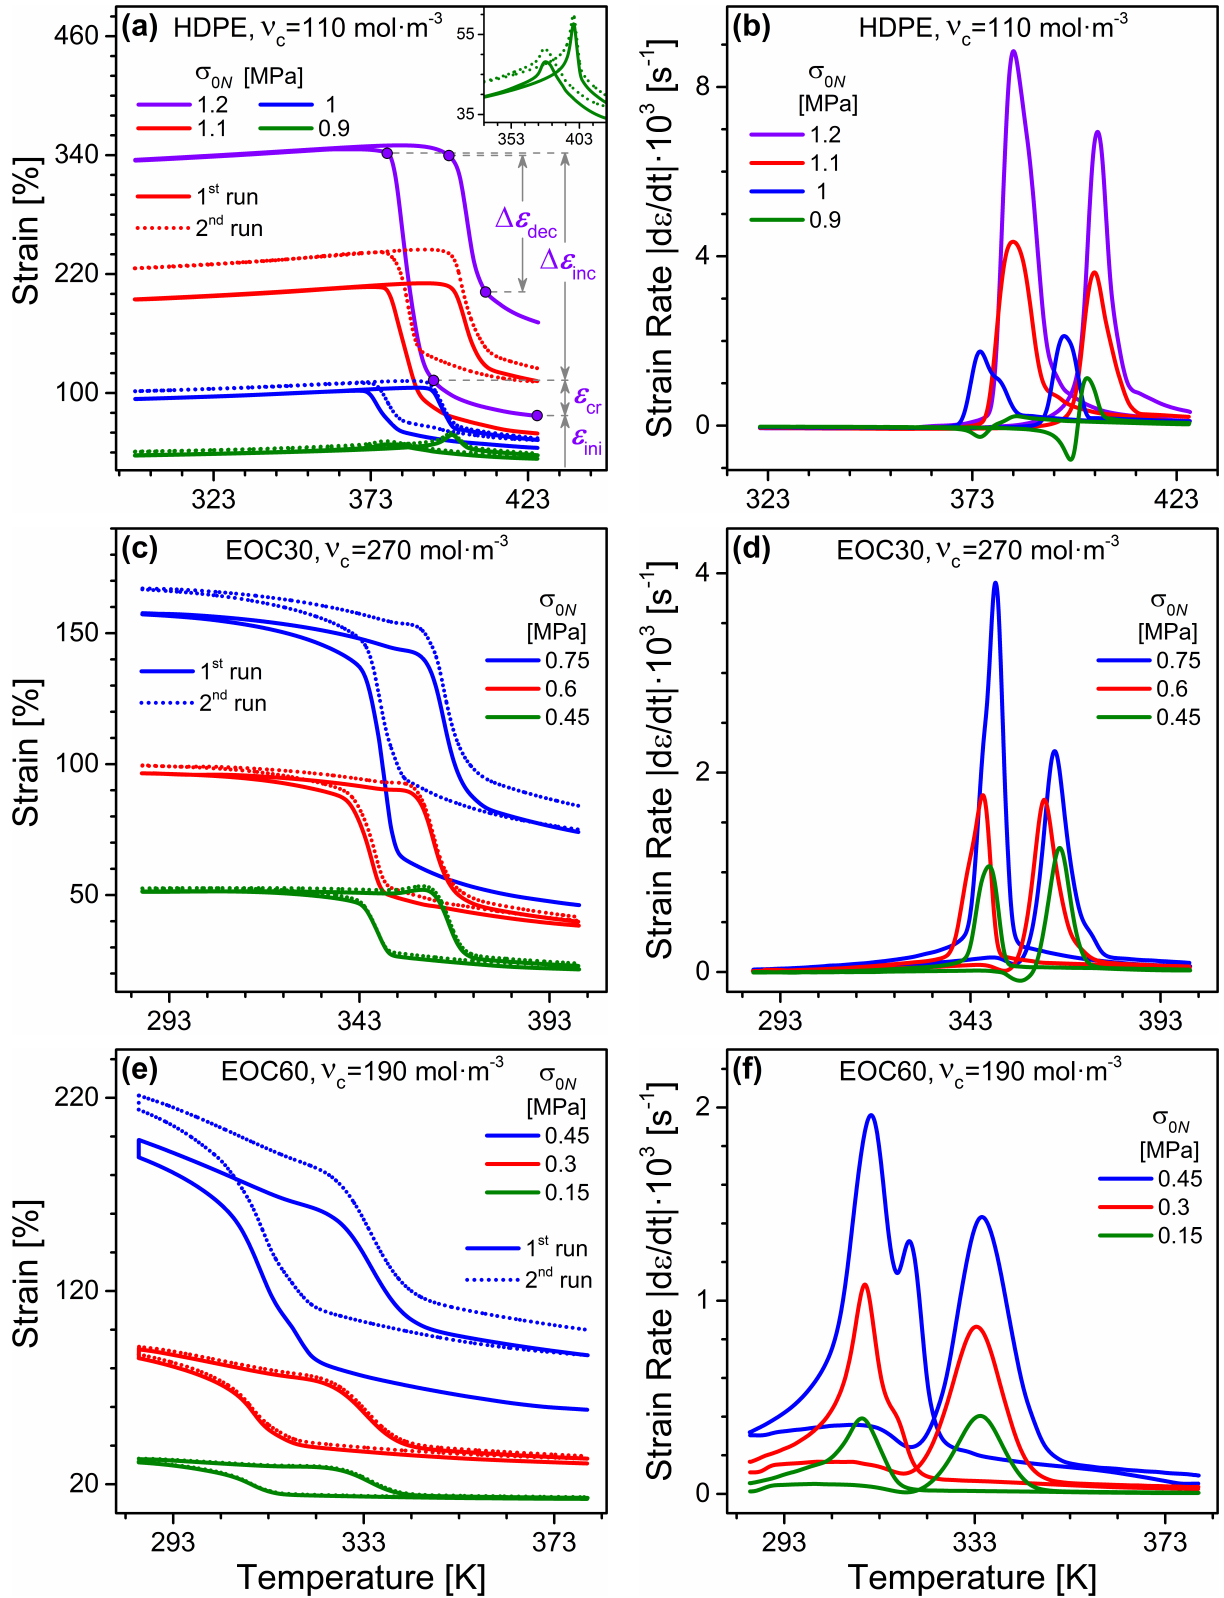 (a) HDPE, νc=110 mol·m-3
σ0N [MPa]
1.2
1
1.1
0.9
1st run
2nd run
55
35
353
403
Δεdec
Δεinc
εcr
εini
Strain [%]
460
340
220
100
323
373
423
(b) HDPE, νc=110 mol·m-3
σ0N
[MPa]
1.2
1.1
1
0.9
Strain Rate |dε/dt|·10³ [s-1]
8
4
0
323
373
423
(c) EOC30, νc=270 mol·m-3
σ0N
[MPa]
0.75
0.6
0.45
1st run
2nd run
Strain [%]
150
100
50
293
343
393
(d) EOC30, νc=270 mol·m-3
σ0N
[MPa]
0.75
0.6
0.45
Strain Rate |dε/dt|·10³ [s-1]
4
2
0
293
343
393
(e) EOC60, νc=190 mol·m-3
σ0N
[MPa]
0.45
0.3
0.15
1st run
2nd run
Strain [%]
220
120
20
293
333
373
Temperature [K]
(f) EOC60, νc=190 mol·m-3
σ0N
[MPa]
0.45
0.3
0.15
Strain Rate |dε/dt|·10³ [s-1]
2
1
0
293
333
373
Temperature [K]